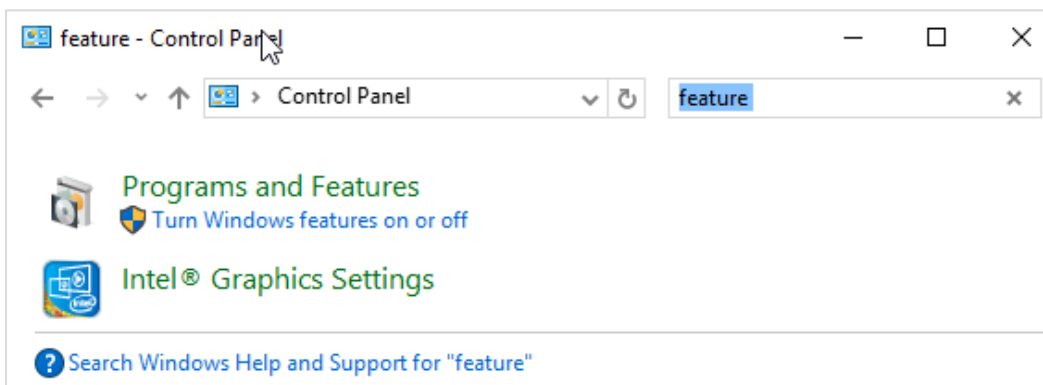 feature - Control Panel
Control Panel
feature
Programs and Features
Turn Windows features on or off
Intel® Graphics Settings
Search Windows Help and Support for "feature"